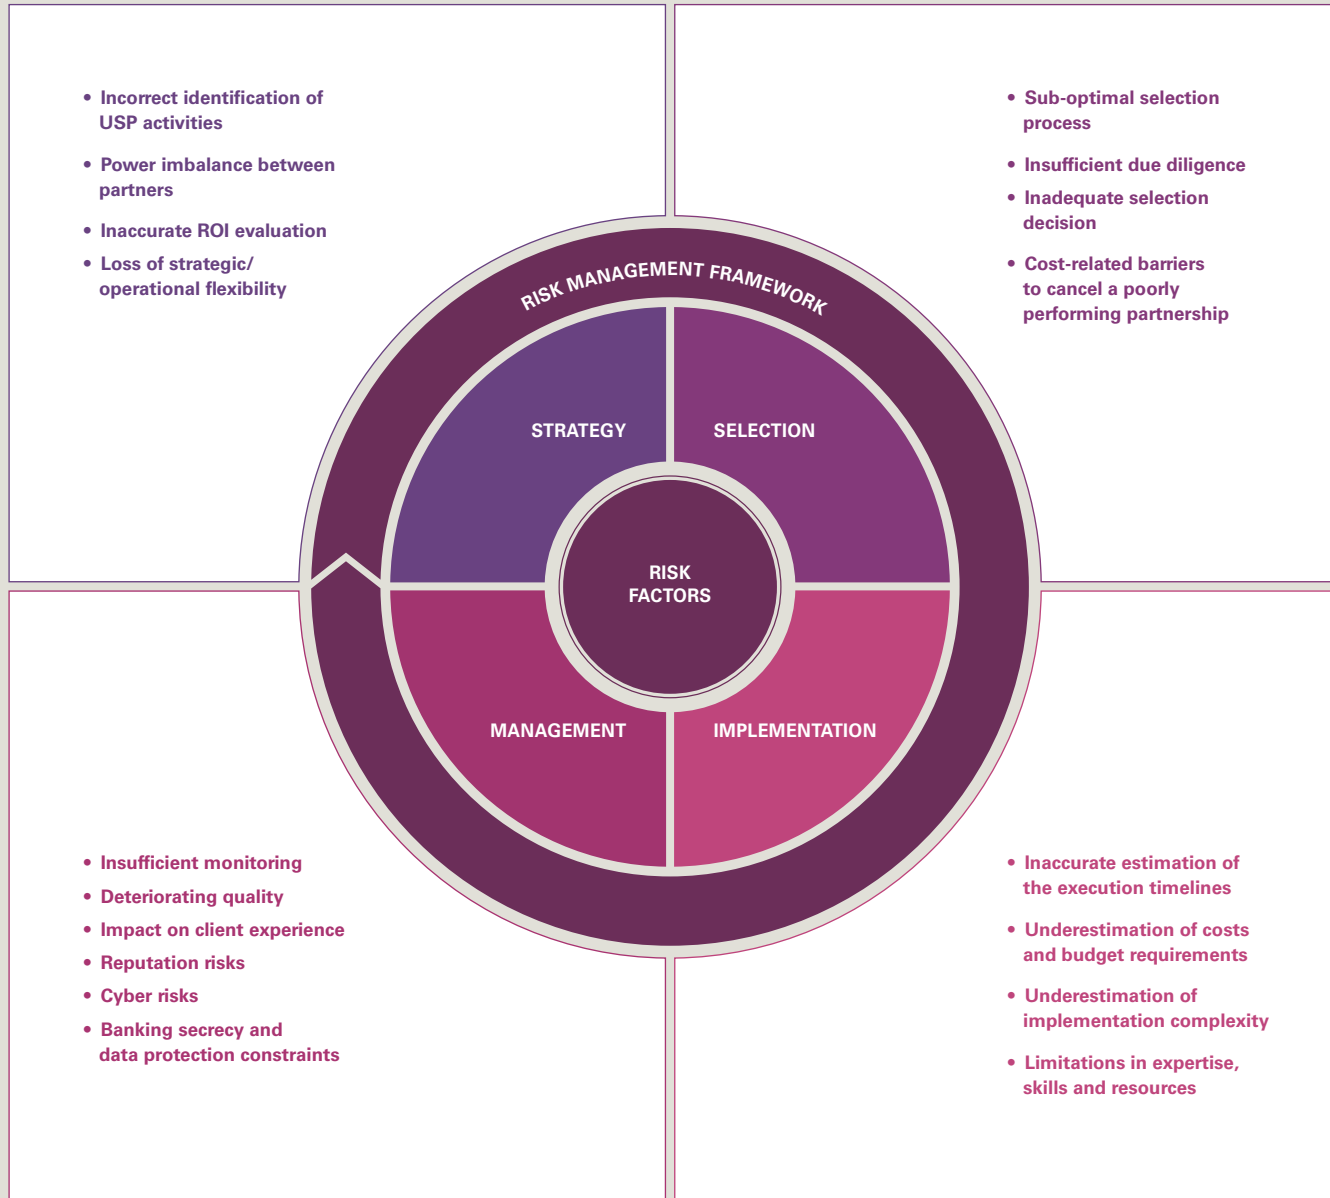 • Incorrect identification of
USP activities
• Power imbalance between
partners
• Inaccurate ROI evaluation
• Loss of strategic/
operational flexibility
• Sub-optimal selection
process
• Insufficient due diligence
• Inadequate selection
decision
• Cost-related barriers
to cancel a poorly
performing partnership
RISK MANAGEMENT FRAMEWORK
STRATEGY
SELECTION
RISK
FACTORS
MANAGEMENT
IMPLEMENTATION
• Insufficient monitoring
• Deteriorating quality
• Impact on client experience
• Reputation risks
• Cyber risks
• Banking secrecy and
data protection constraints
• Inaccurate estimation of
the execution timelines
• Underestimation of costs
and budget requirements
• Underestimation of
implementation complexity
• Limitations in expertise,
skills and resources